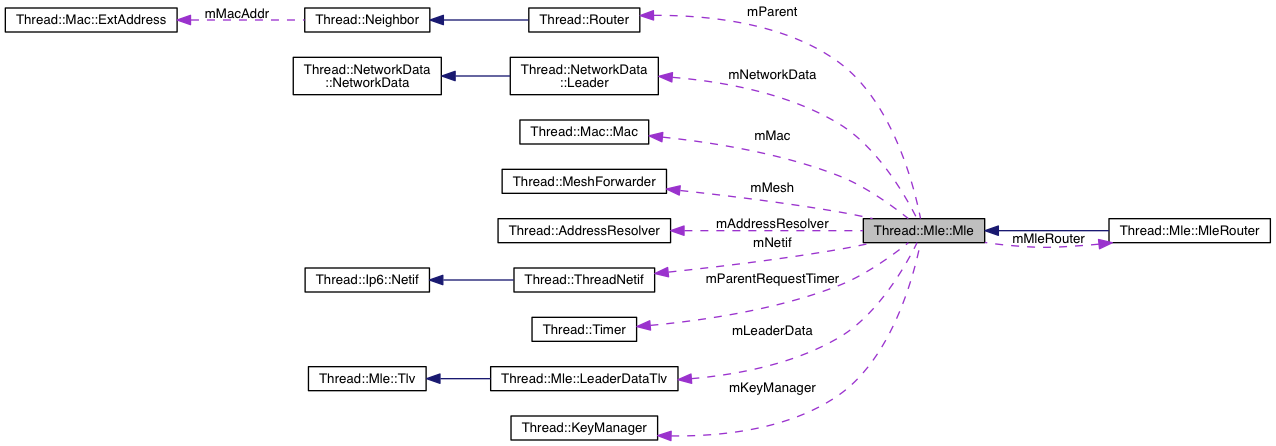 Thread::Mac::ExtAddress
mMacAddr
Thread::Neighbor
Thread::Router
mParent
Thread::NetworkData
::NetworkData
Thread::NetworkData
::Leader
mNetworkData
Thread::Mac::Mac
mMac
Thread::MeshForwarder
mMesh
Thread::AddressResolver
mAddressResolver
Thread::Mle::Mle
mMleRouter
Thread::Mle::MleRouter
mNetif
Thread::Ip6::Netif
Thread::ThreadNetif
mParentRequestTimer
Thread::Timer
mLeaderData
Thread::Mle::Tlv
Thread::Mle::LeaderDataTlv
mKeyManager
Thread::KeyManager